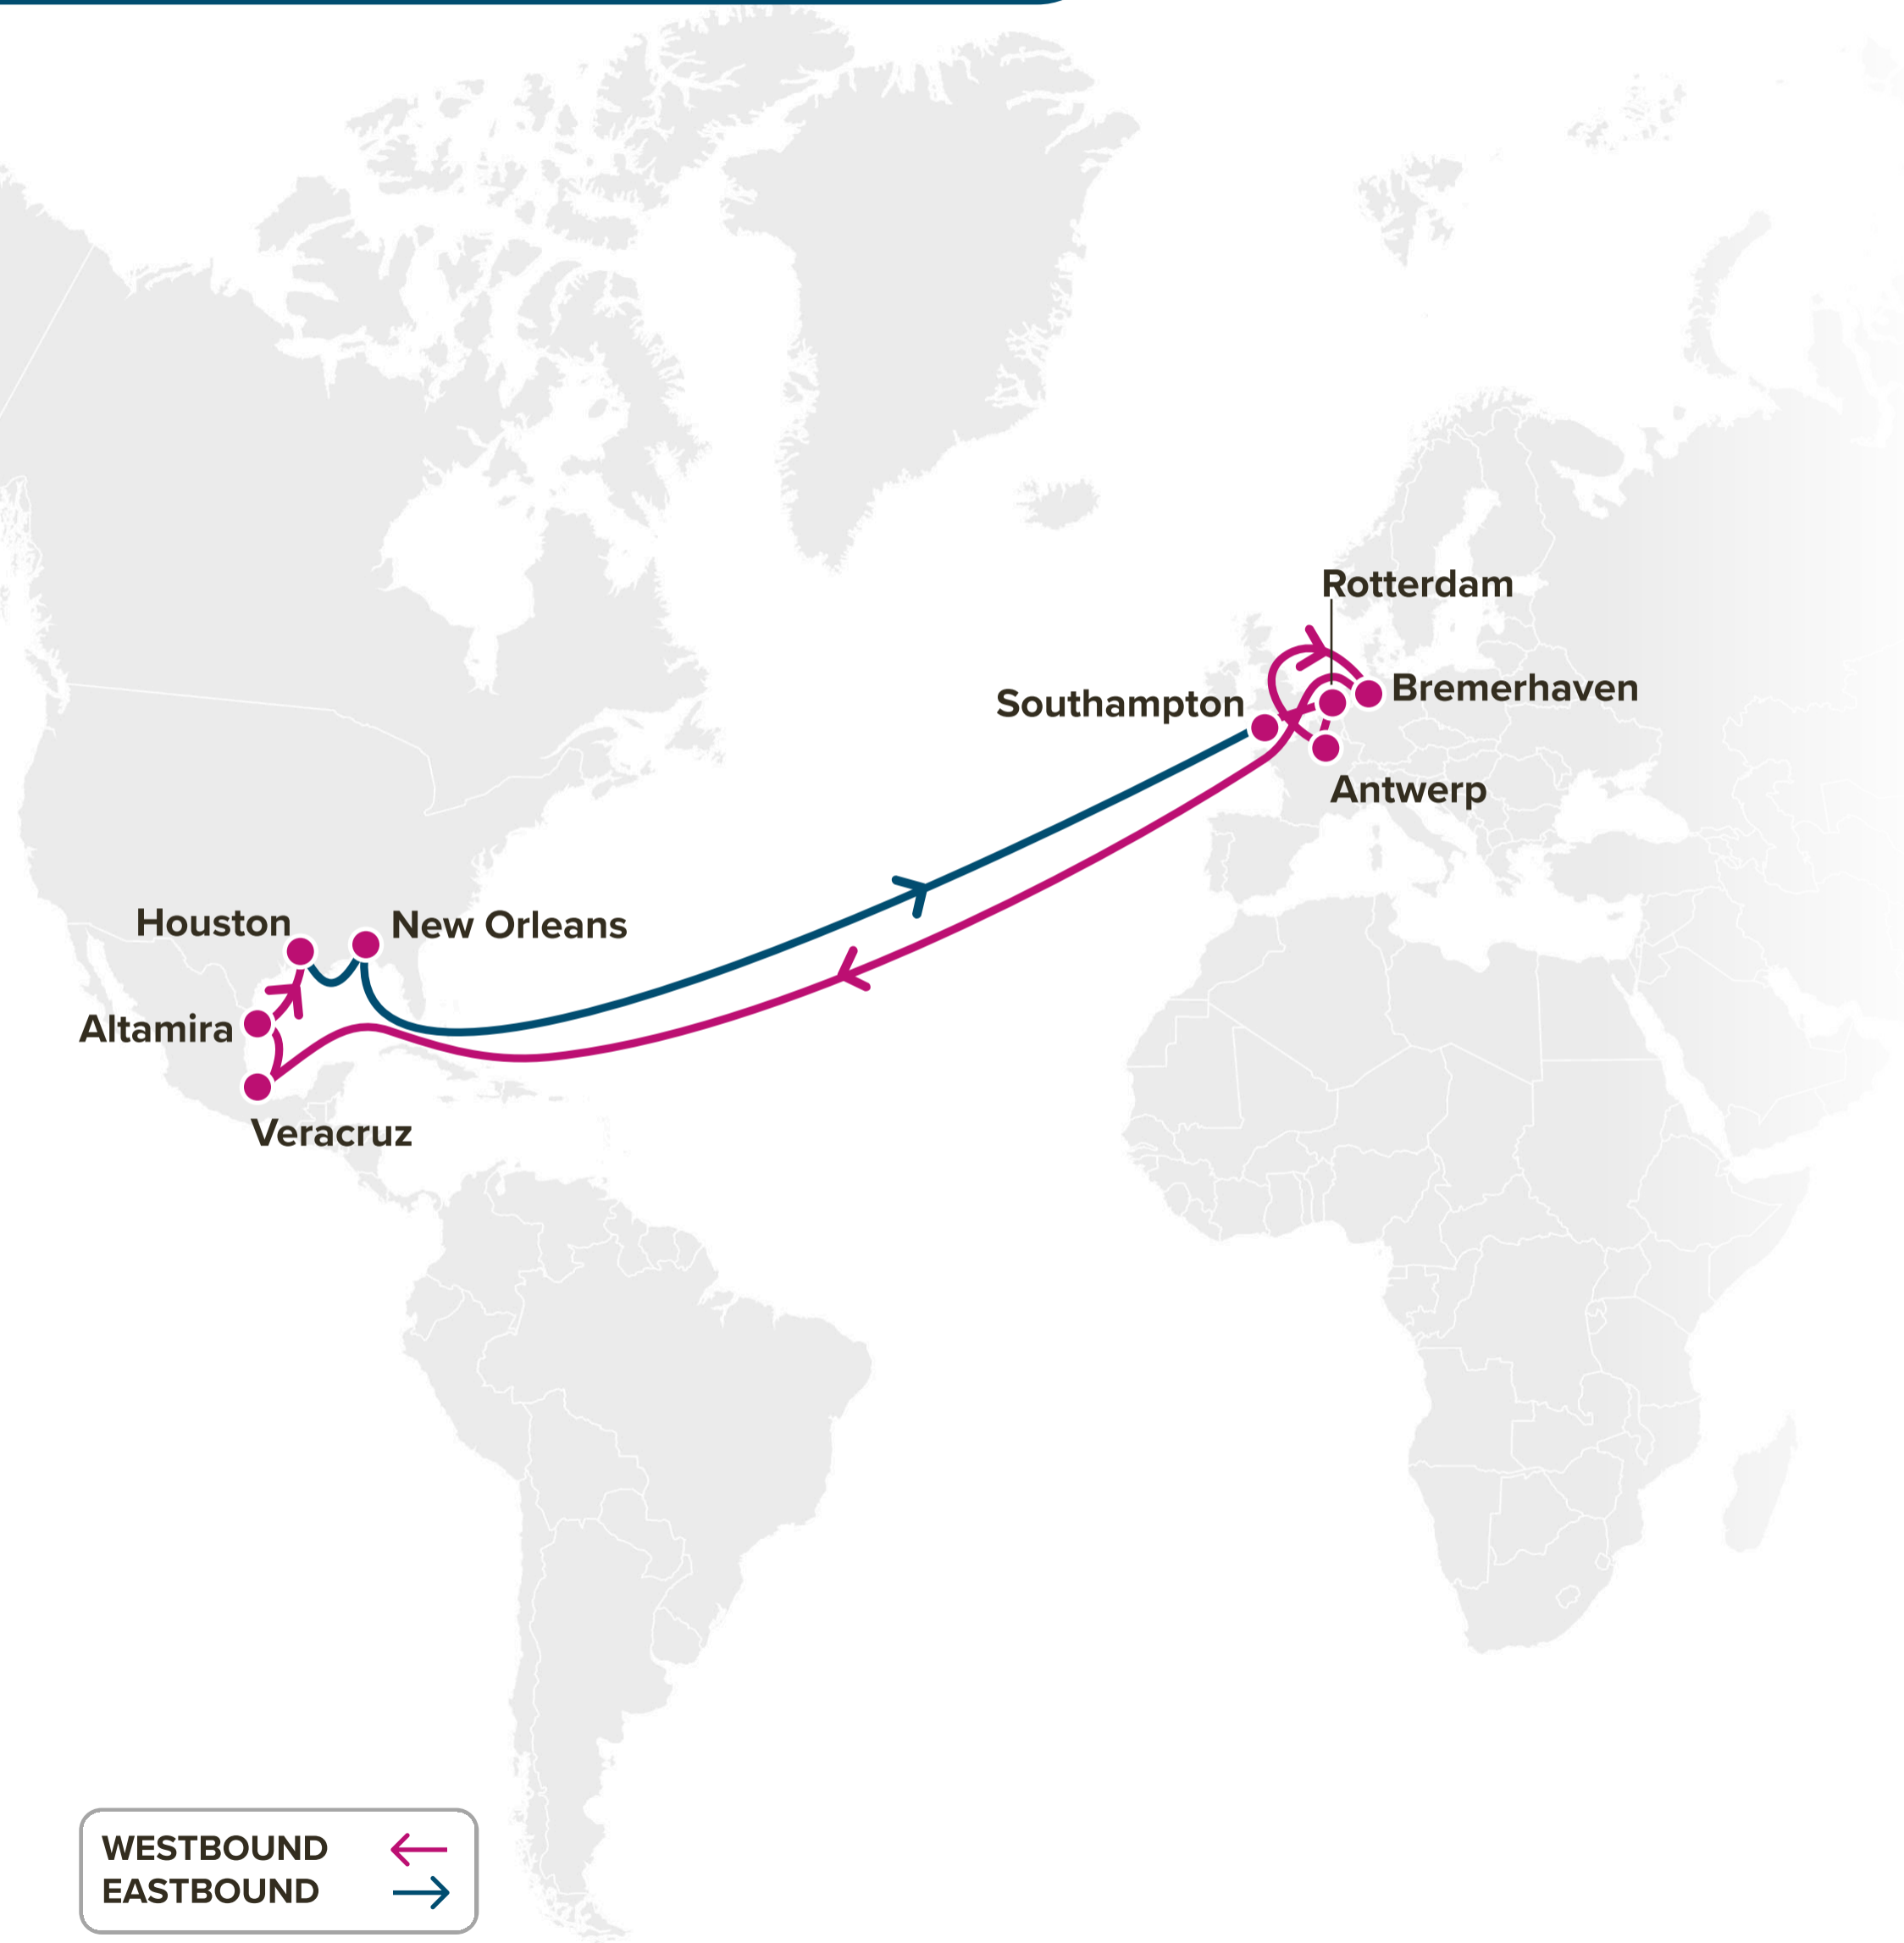 Rotterdam
Bremerhaven
Southampton
Antwerp
Houston
New Orleans
Altamira
Veracruz
WESTBOUND
EASTBOUND